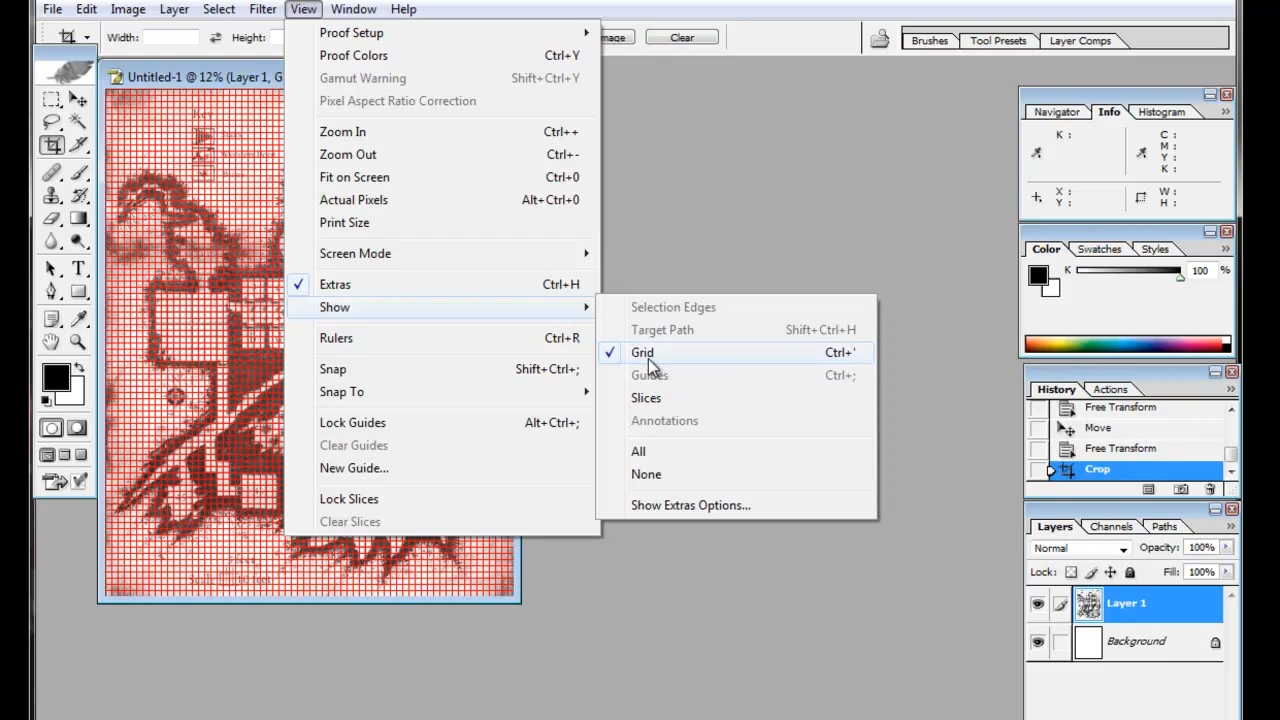 File Edit Image Layer Select Filter View Window Help
Width: Height: mage Clear Brushes Tool Presets Layer Comps
Untitled-1 @ 12% (Layer 1, G
Key
Proof Setup
Proof Colors Ctrl+Y
Gamut Warning Shift+Ctrl+Y
Pixel Aspect Ratio Correction
Zoom In Ctrl++
Zoom Out Ctrl+-
Fit on Screen Ctrl+0
Actual Pixels Alt+Ctrl+0
Print Size
Screen Mode
Extras Ctrl+H
Show
Rulers Ctrl+R
Snap Shift+Ctrl+;
Snap To
Lock Guides Alt+Ctrl+;
Clear Guides
New Guide...
Lock Slices
Clear Slices
Selection Edges
Target Path Shift+Ctrl+H
Grid Ctrl+'
Guides Ctrl+;
Slices
Annotations
All
None
Show Extras Options...
Navigator Info Histogram
K : C :
M :
Y :
K :
X : W :
Y : H :
Color Swatches Styles
K 100 %
History Actions
Free Transform
Move
Free Transform
Crop
Layers Channels Paths
Normal Opacity: 100%
Lock: Fill: 100%
Layer 1
Background